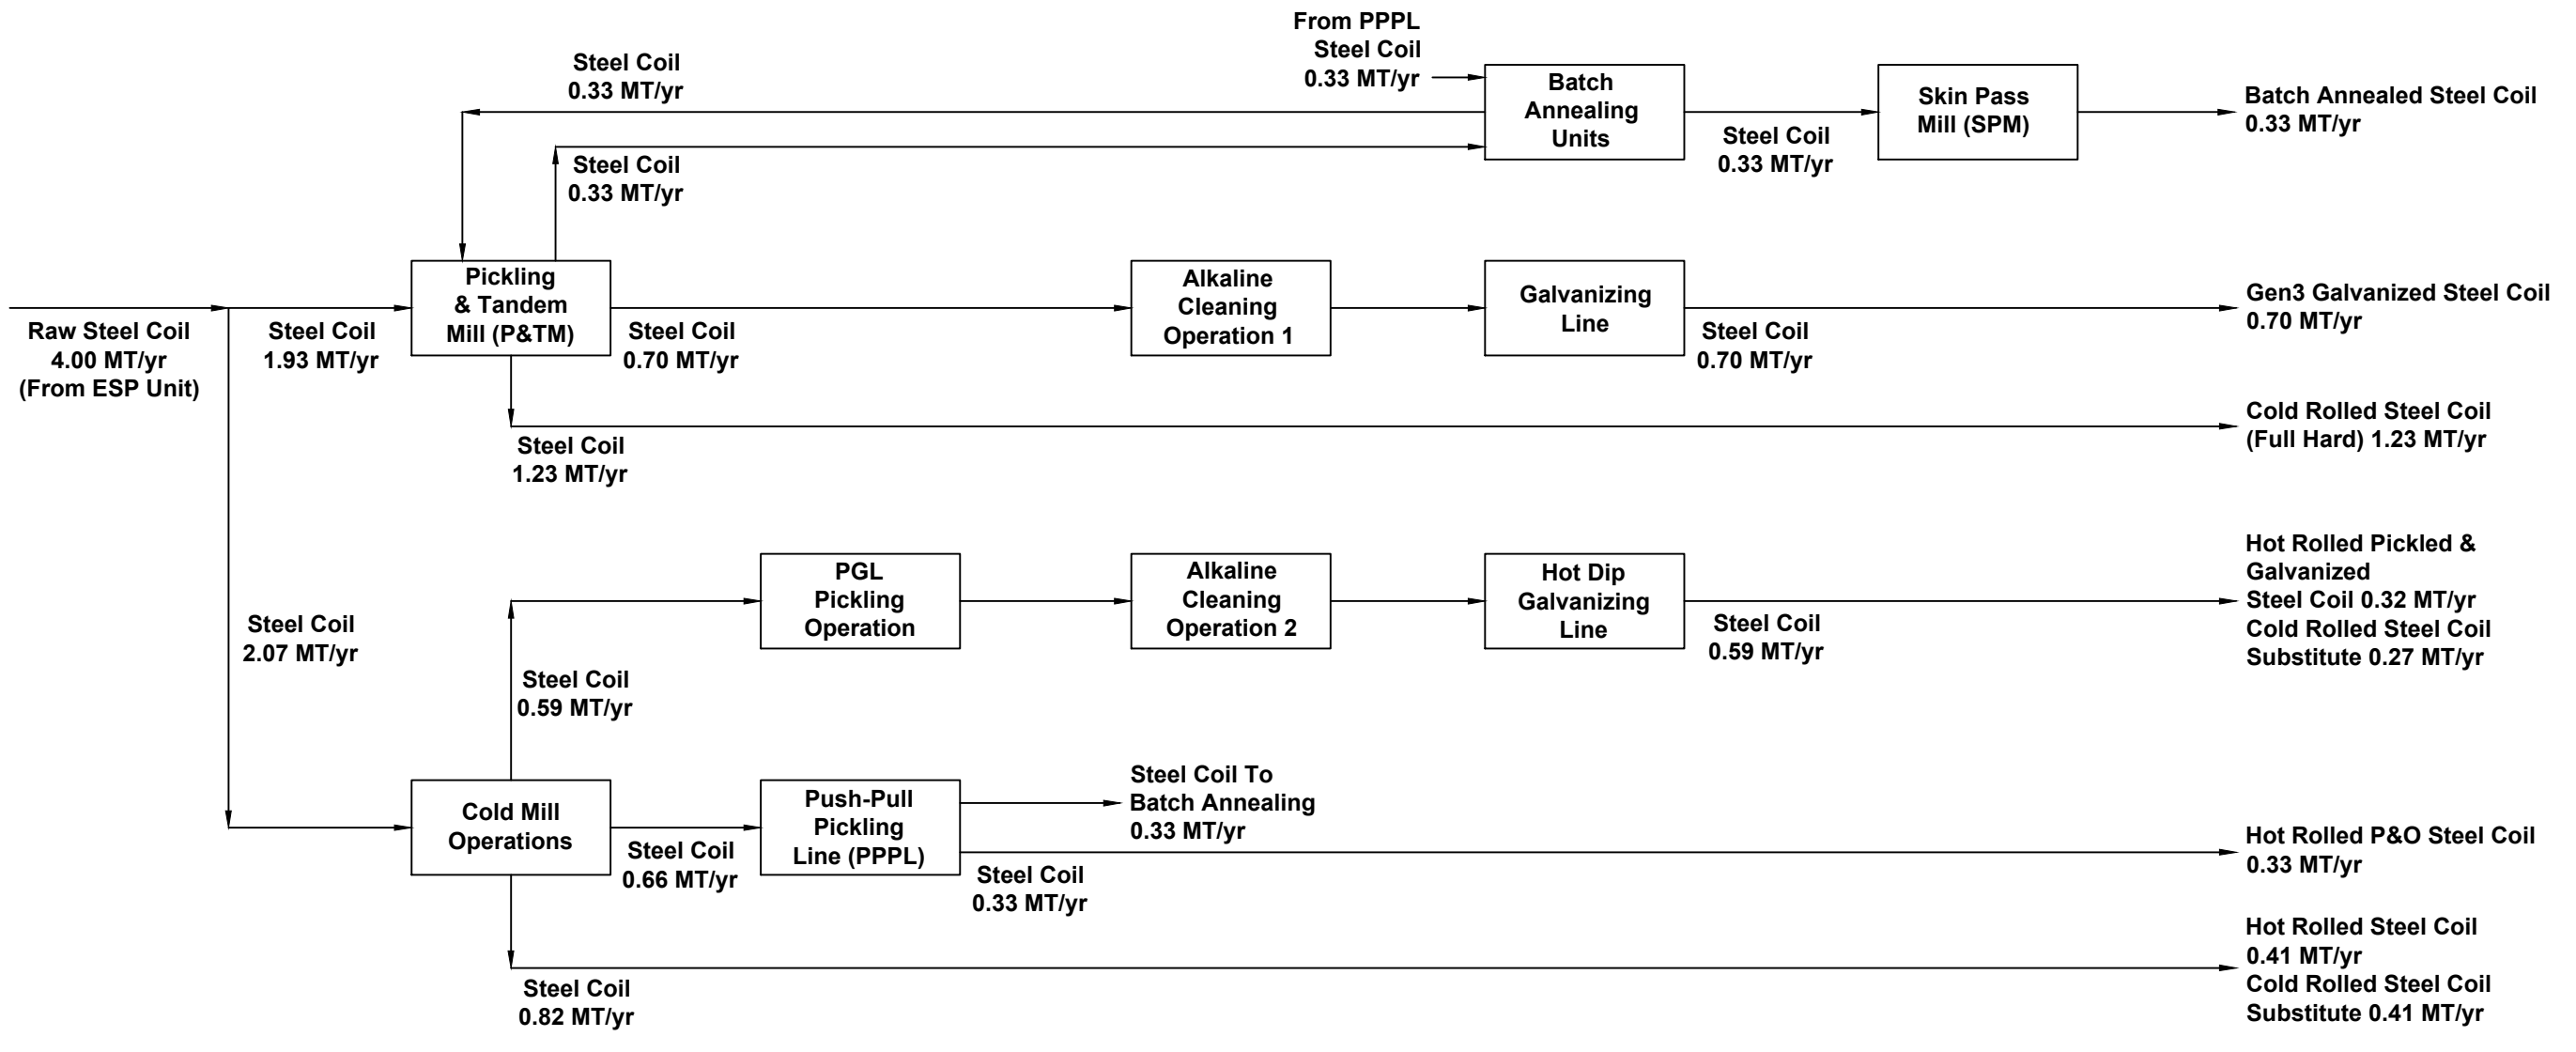 From PPPL
Steel Coil
0.33 MT/yr
Steel Coil
0.33 MT/yr
Batch
Annealing
Units
Skin Pass
Mill (SPM)
Batch Annealed Steel Coil
0.33 MT/yr
Steel Coil
0.33 MT/yr
Steel Coil
0.33 MT/yr
Raw Steel Coil
4.00 MT/yr
(From ESP Unit)
Steel Coil
1.93 MT/yr
Pickling
& Tandem
Mill (P&TM)
Steel Coil
0.70 MT/yr
Alkaline
Cleaning
Operation 1
Galvanizing
Line
Steel Coil
0.70 MT/yr
Gen3 Galvanized Steel Coil
0.70 MT/yr
Steel Coil
1.23 MT/yr
Cold Rolled Steel Coil
(Full Hard) 1.23 MT/yr
Steel Coil
2.07 MT/yr
Steel Coil
0.59 MT/yr
PGL
Pickling
Operation
Alkaline
Cleaning
Operation 2
Hot Dip
Galvanizing
Line
Steel Coil
0.59 MT/yr
Hot Rolled Pickled &
Galvanized
Steel Coil 0.32 MT/yr
Cold Rolled Steel Coil
Substitute 0.27 MT/yr
Cold Mill
Operations
Steel Coil
0.66 MT/yr
Push-Pull
Pickling
Line (PPPL)
Steel Coil To
Batch Annealing
0.33 MT/yr
Steel Coil
0.33 MT/yr
Hot Rolled P&O Steel Coil
0.33 MT/yr
Steel Coil
0.82 MT/yr
Hot Rolled Steel Coil
0.41 MT/yr
Cold Rolled Steel Coil
Substitute 0.41 MT/yr